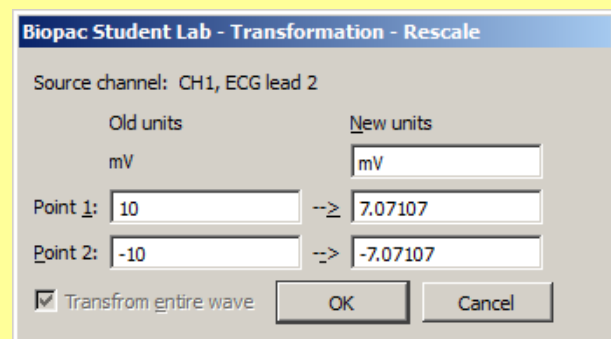 Biopac Student Lab - Transformation - Rescale
Source channel: CH1, ECG lead 2
Old units New units
mV mV
Point 1: 10 --> 7.07107
Point 2: -10 --> -7.07107
Transfrom entire wave OK Cancel